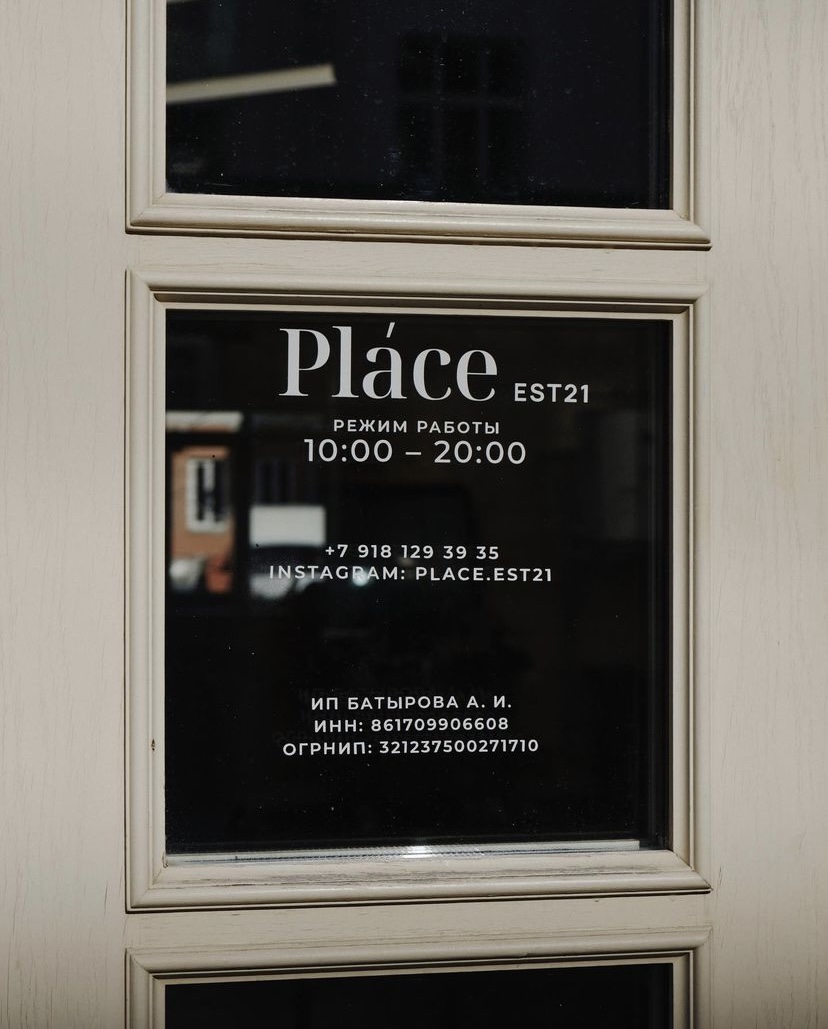 Pláce EST21
РЕЖИМ РАБОТЫ
10:00 – 20:00
+7 918 129 39 35
INSTAGRAM: PLACE.EST21
ИП БАТЫРОВА А. И.
ИНН: 861709906608
ОГРНИП: 321237500271710